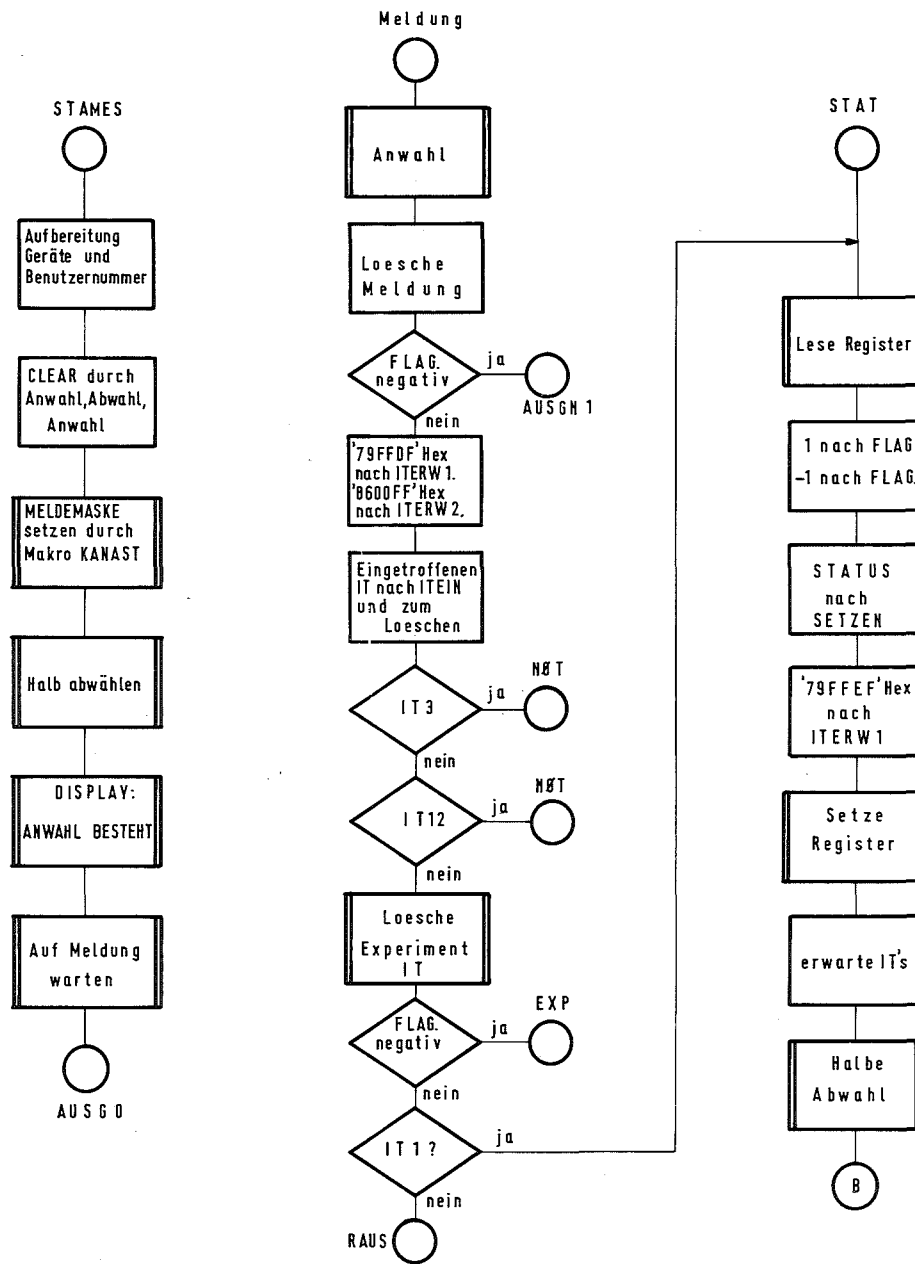 STAMES
Aufbereitung
Geräte und
Benutzernummer
CLEAR durch
Anwahl, Abwahl,
Anwahl
MELDEMASKE
setzen durch
Makro KANAST
Halb abwählen
DISPLAY:
ANWAHL BESTEHT
Auf Meldung
warten
AUSGO
Meldung
Anwahl
Loesche
Meldung
FLAG.
negativ
ja
AUSGN 1
nein
'79FFDF' Hex
nach ITERW1.
'8600FF' Hex
nach ITERW2.
Eingetroffenen
IT nach ITEIN
und zum
Loeschen
IT3
ja
NØT
nein
IT12
ja
NØT
nein
Loesche
Experiment
IT
FLAG.
negativ
ja
EXP
nein
IT1?
ja
nein
RAUS
STAT
Lese Register
1 nach FLAG
-1 nach FLAG.
STATUS
nach
SETZEN
'79FFEF' Hex
nach
ITERW1
Setze
Register
erwarte IT's
Halbe
Abwahl
B